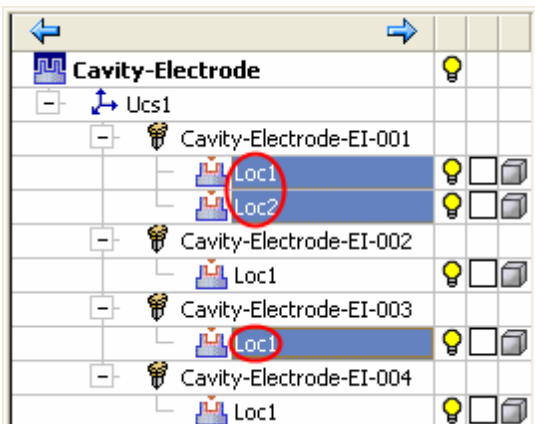 Cavity-Electrode
Ucs1
Cavity-Electrode-EI-001
Loc1
Loc2
Cavity-Electrode-EI-002
Loc1
Cavity-Electrode-EI-003
Loc1
Cavity-Electrode-EI-004
Loc1